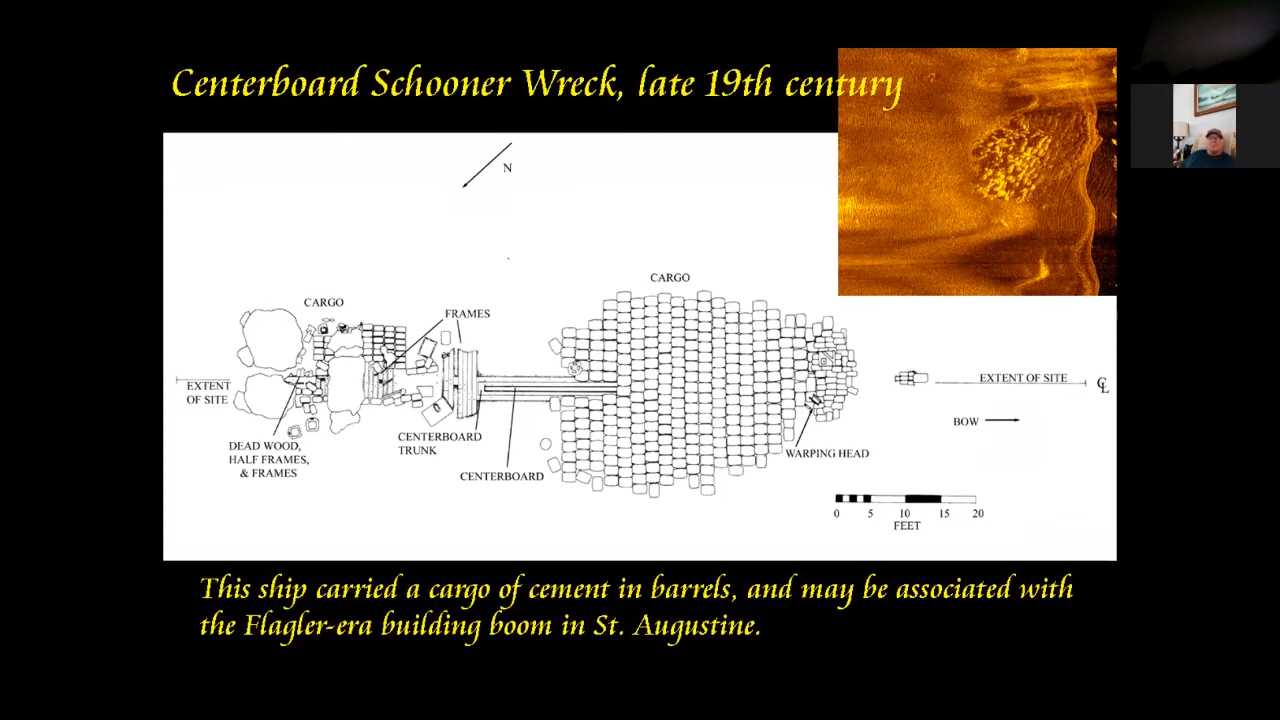 Centerboard Schooner Wreck, late 19th century
N
CARGO
CARGO
FRAMES
EXTENT
OF SITE
EXTENT OF SITE
CL
BOW
DEAD WOOD,
HALF FRAMES,
& FRAMES
CENTERBOARD
TRUNK
CENTERBOARD
WARPING HEAD
0 5 10 15 20
FEET
This ship carried a cargo of cement in barrels, and may be associated with
the Flagler-era building boom in St. Augustine.